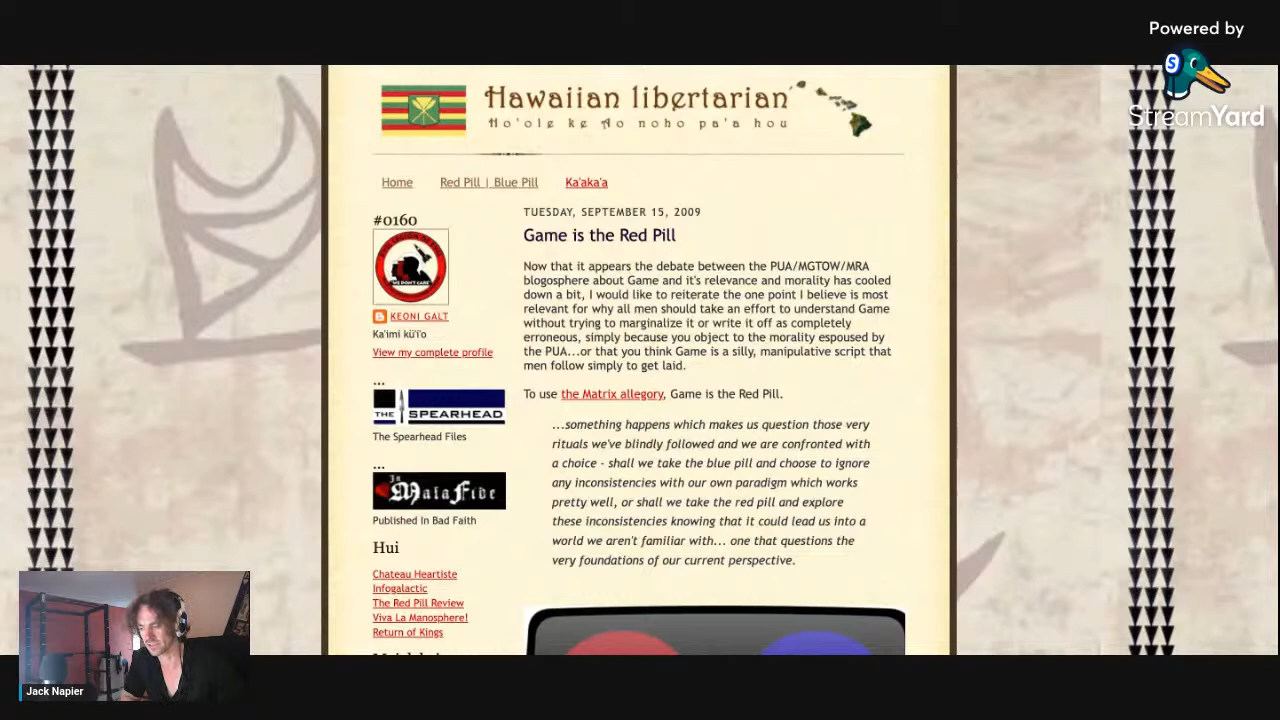 Powered by
StreamYard
Hawaiian libertarian
Ho'ole ke Ao noho pa'a hou
Home
Red Pill | Blue Pill
Ka'aka'a
#0160
WE DON'T CARE
KEONI GALT
Ka'imi kū'i'o
View my complete profile
...
THE SPEARHEAD
The Spearhead Files
...
In Mala Fide
Published In Bad Faith
Hui
Chateau Heartiste
Infogalactic
The Red Pill Review
Viva La Manosphere!
Return of Kings
TUESDAY, SEPTEMBER 15, 2009
Game is the Red Pill
Now that it appears the debate between the PUA/MGTOW/MRA
blogosphere about Game and it's relevance and morality has cooled
down a bit, I would like to reiterate the one point I believe is most
relevant for why all men should take an effort to understand Game
without trying to marginalize it or write it off as completely
erroneous, simply because you object to the morality espoused by
the PUA...or that you think Game is a silly, manipulative script that
men follow simply to get laid.
To use the Matrix allegory, Game is the Red Pill.
...something happens which makes us question those very
rituals we've blindly followed and we are confronted with
a choice - shall we take the blue pill and choose to ignore
any inconsistencies with our own paradigm which works
pretty well, or shall we take the red pill and explore
these inconsistencies knowing that it could lead us into a
world we aren't familiar with... one that questions the
very foundations of our current perspective.
Jack Napier